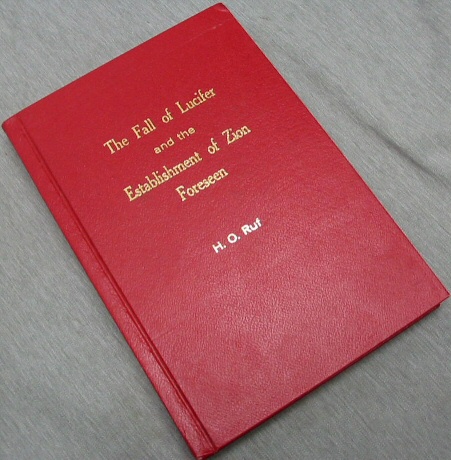 The Fall of Lucifer
and the
Establishment of Zion
Foreseen
H. O. Ruf